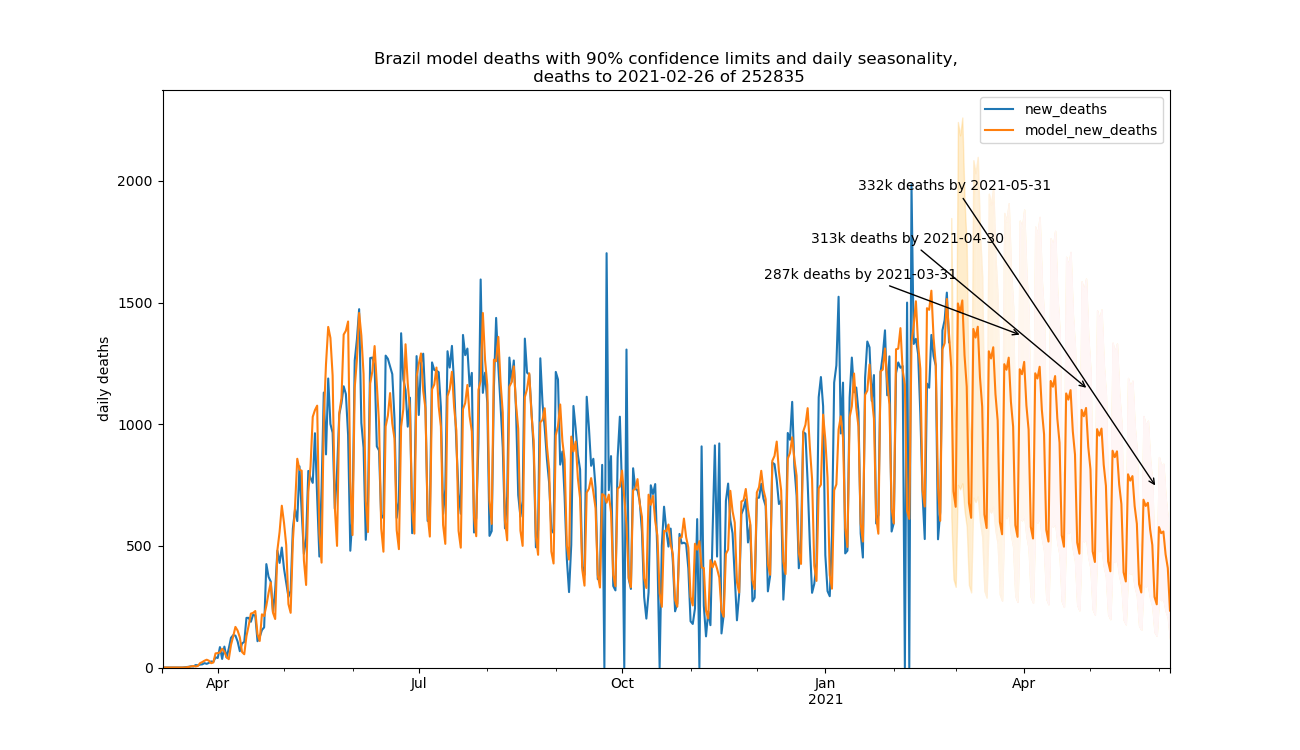 Brazil model deaths with 90% confidence limits and daily seasonality,
deaths to 2021-02-26 of 252835
new_deaths
model_new_deaths
2000
332k deaths by 2021-05-31
313k deaths by 2021-04-30
287k deaths by 2021-03-31
1500
daily deaths
1000
500
0
Apr
Jul
Oct
Jan
2021
Apr